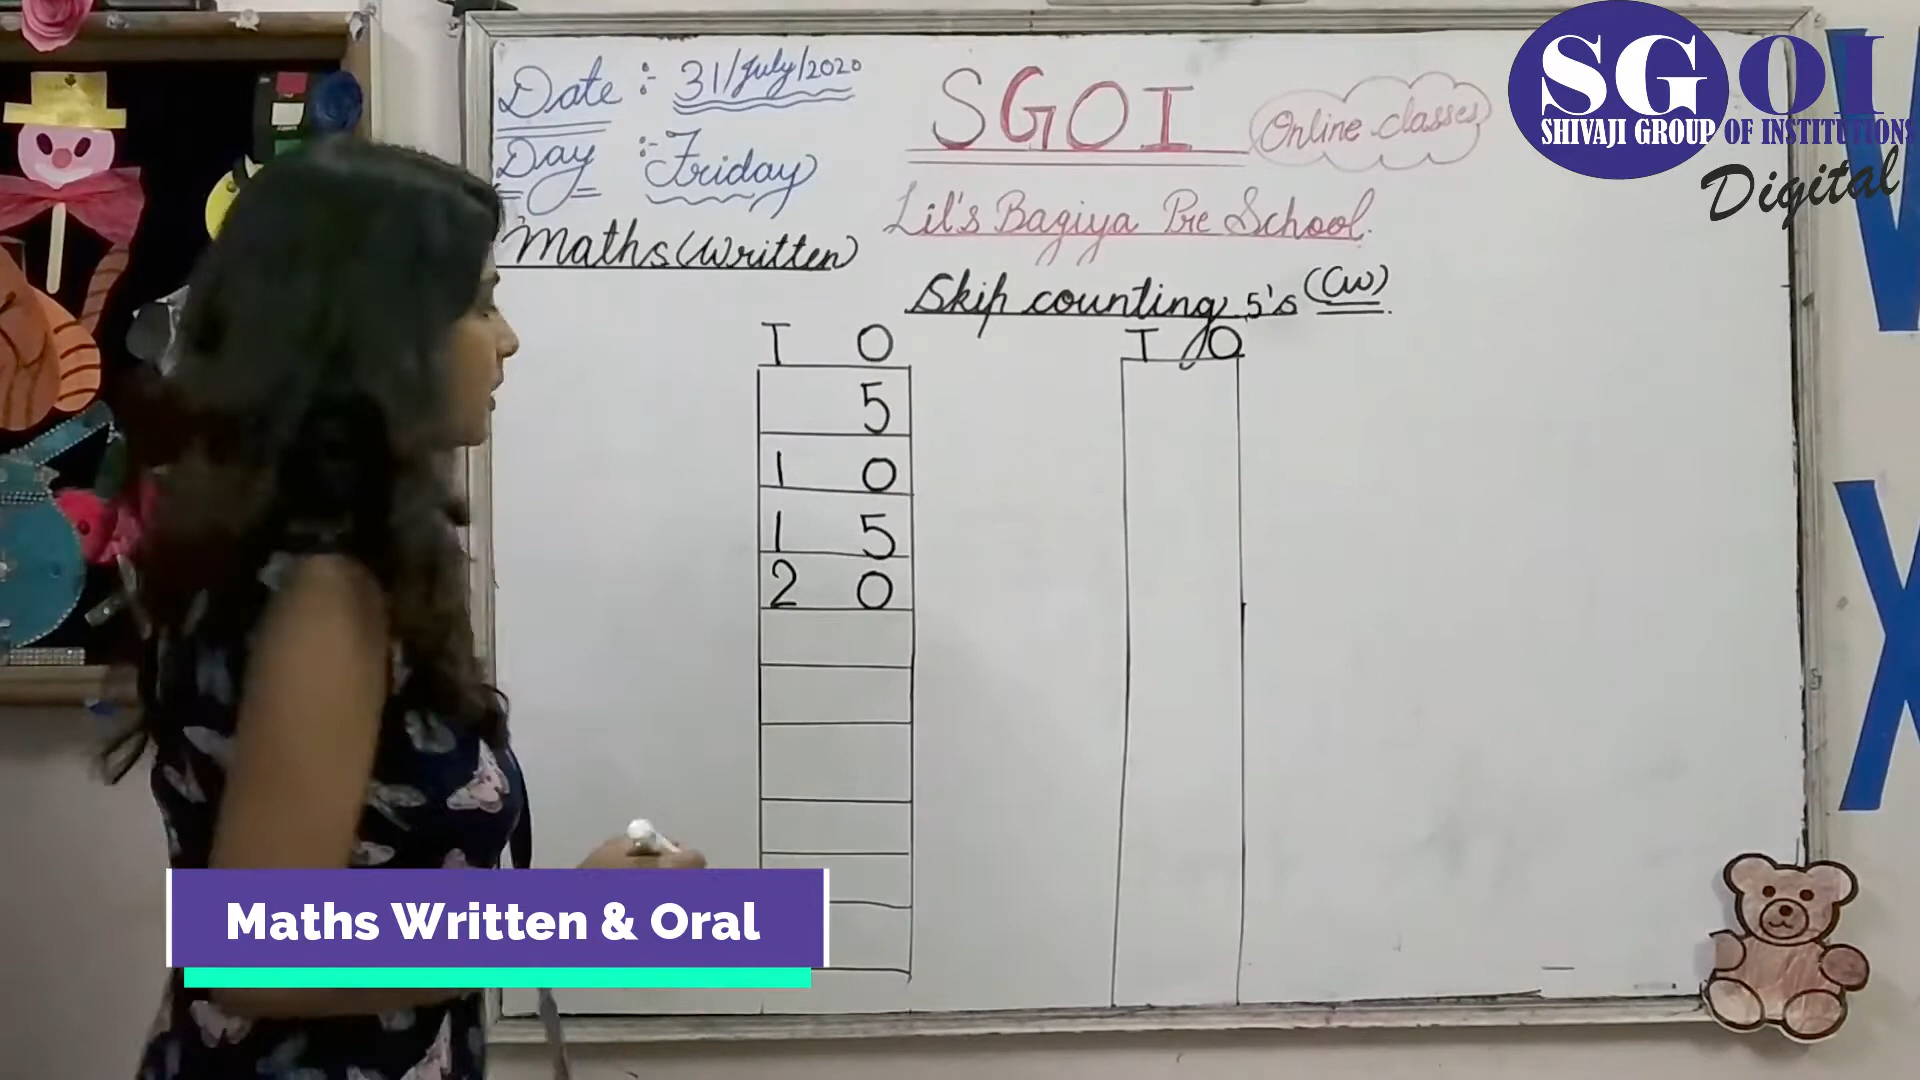 Date :- 31/July/2020
Day :- Friday
Maths (Written)
SGOI
Online classes
Lil's Bagiya Pre School.
Skip counting 5's (CW).
T O
5
1 0
1 5
2 0
T O
SGOI
SHIVAJI GROUP OF INSTITUTIONS
Digital
Maths Written & Oral